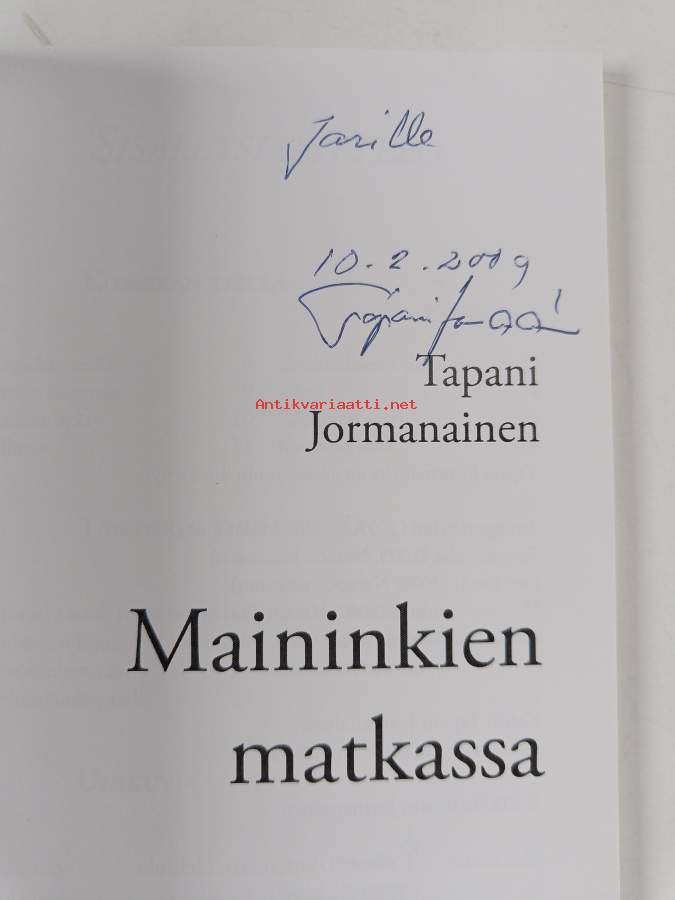 Jarille
10.2.2009
Tapani
Antikvariaatti.net
Jormanainen
Maininkien
matkassa